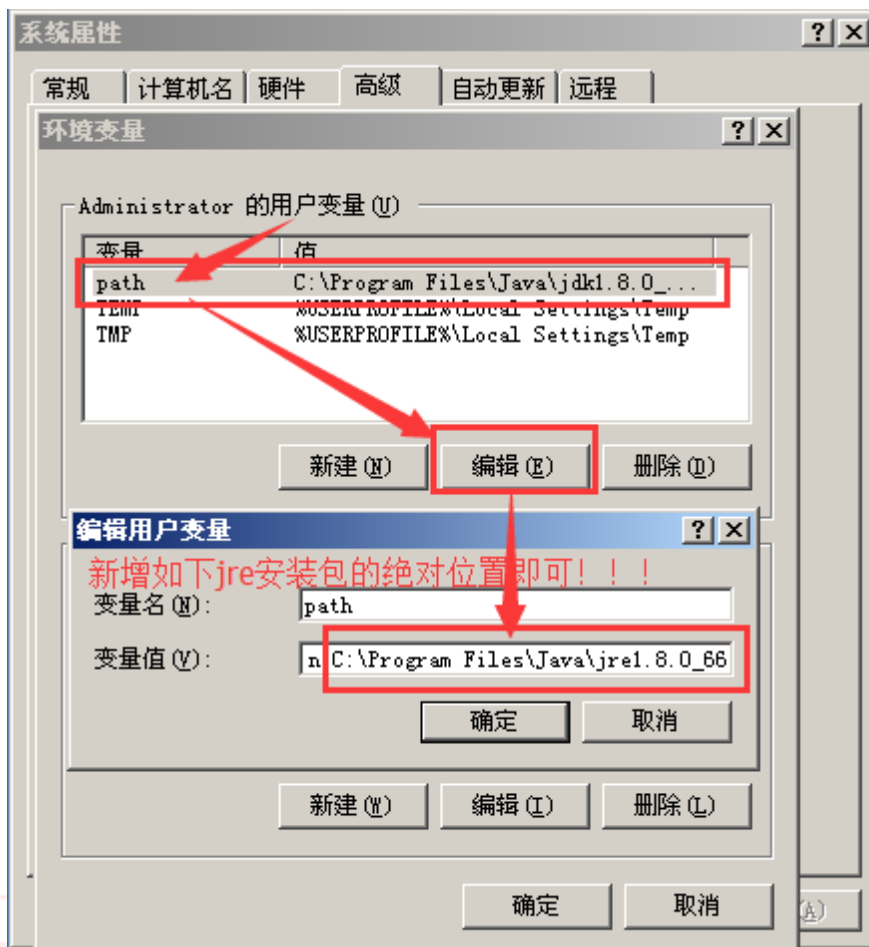 系统属性
常规 计算机名 硬件 高级 自动更新 远程
环境变量
Administrator 的用户变量(U)
变量 值
path C:\Program Files\Java\jdk1.8.0_...
TEMP %USERPROFILE%\Local Settings\Temp
TMP %USERPROFILE%\Local Settings\Temp
新建(N) 编辑(E) 删除(D)
编辑用户变量
新增如下jre安装包的绝对位置即可！！！
变量名(N): path
变量值(V): n C:\Program Files\Java\jre1.8.0_66
确定 取消
新建(W) 编辑(I) 删除(L)
确定 取消
(A)